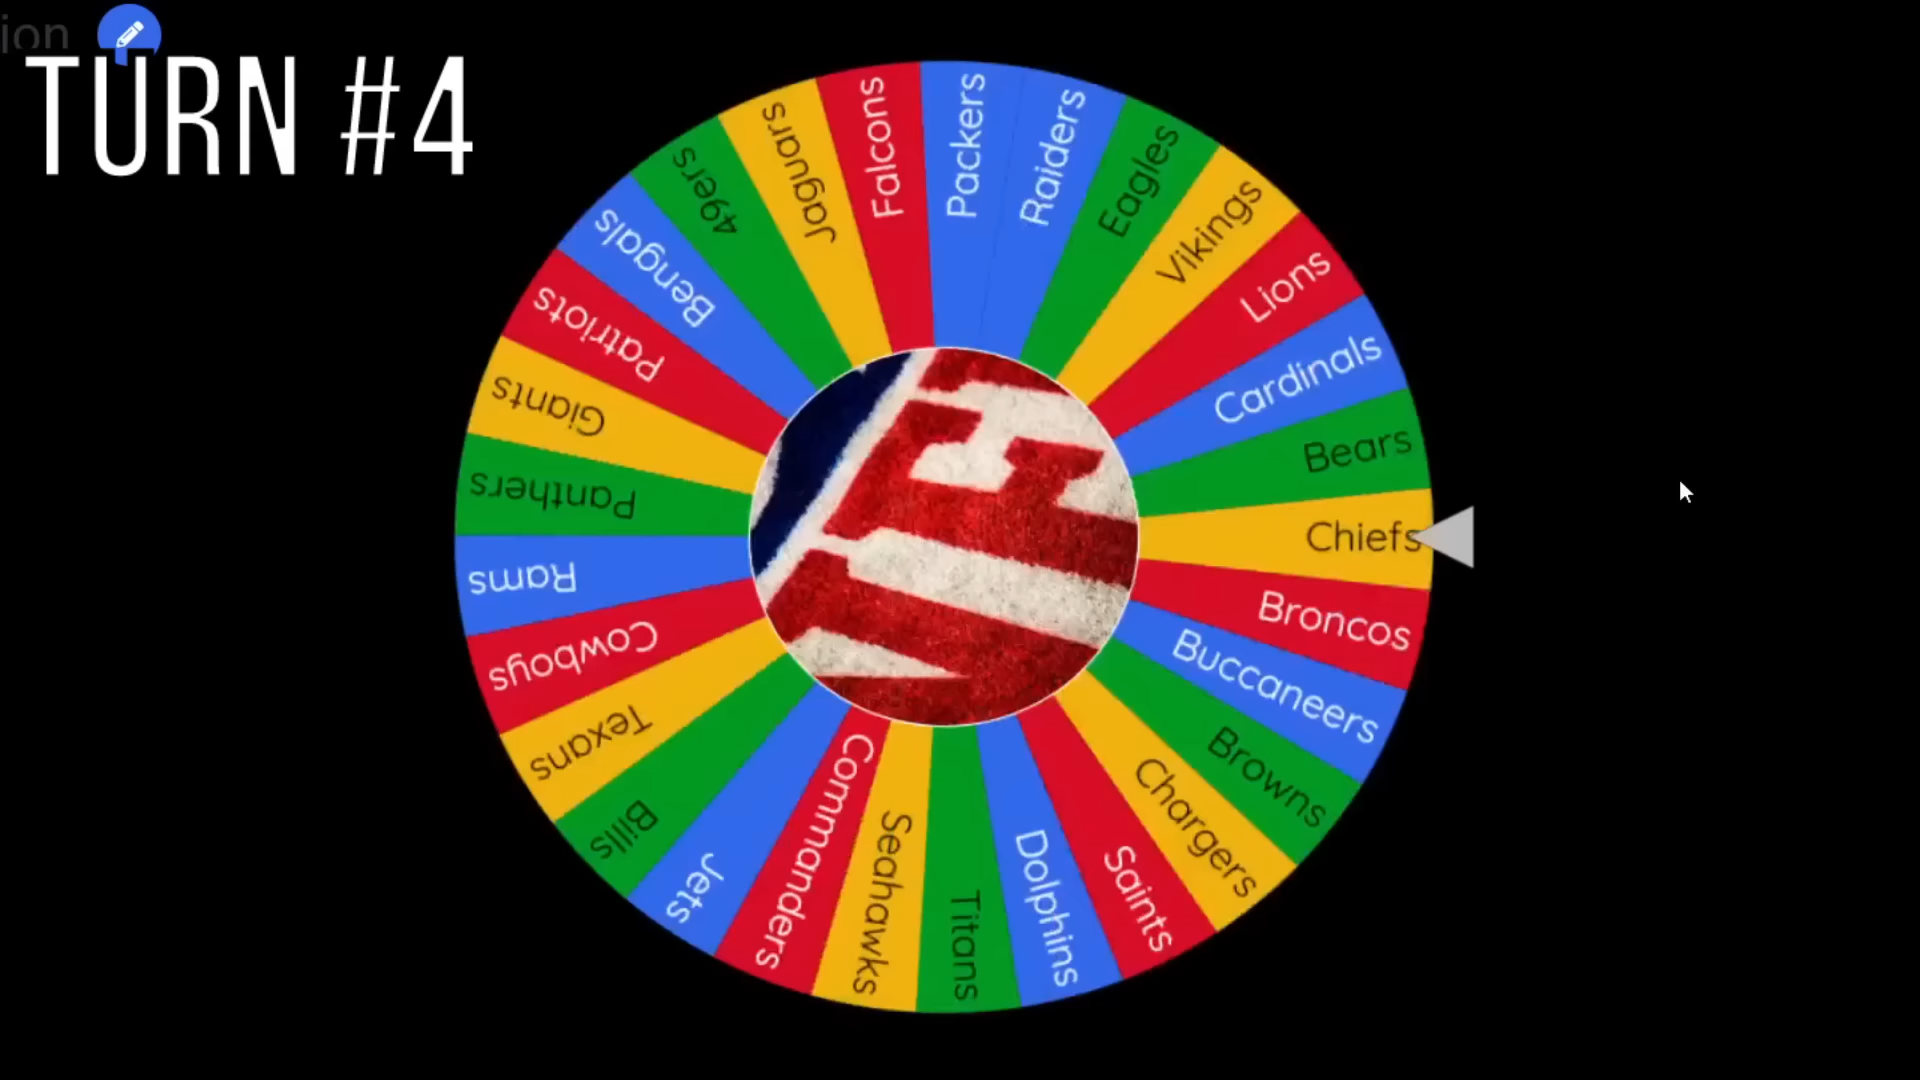 ion
TURN #4
Packers
Raiders
Eagles
Vikings
Lions
Cardinals
Bears
Chiefs
Broncos
Buccaneers
Browns
Chargers
Saints
Dolphins
Titans
Seahawks
Commanders
Jets
Bills
Texans
Cowboys
Rams
Panthers
Giants
Patriots
Bengals
49ers
Jaguars
Falcons